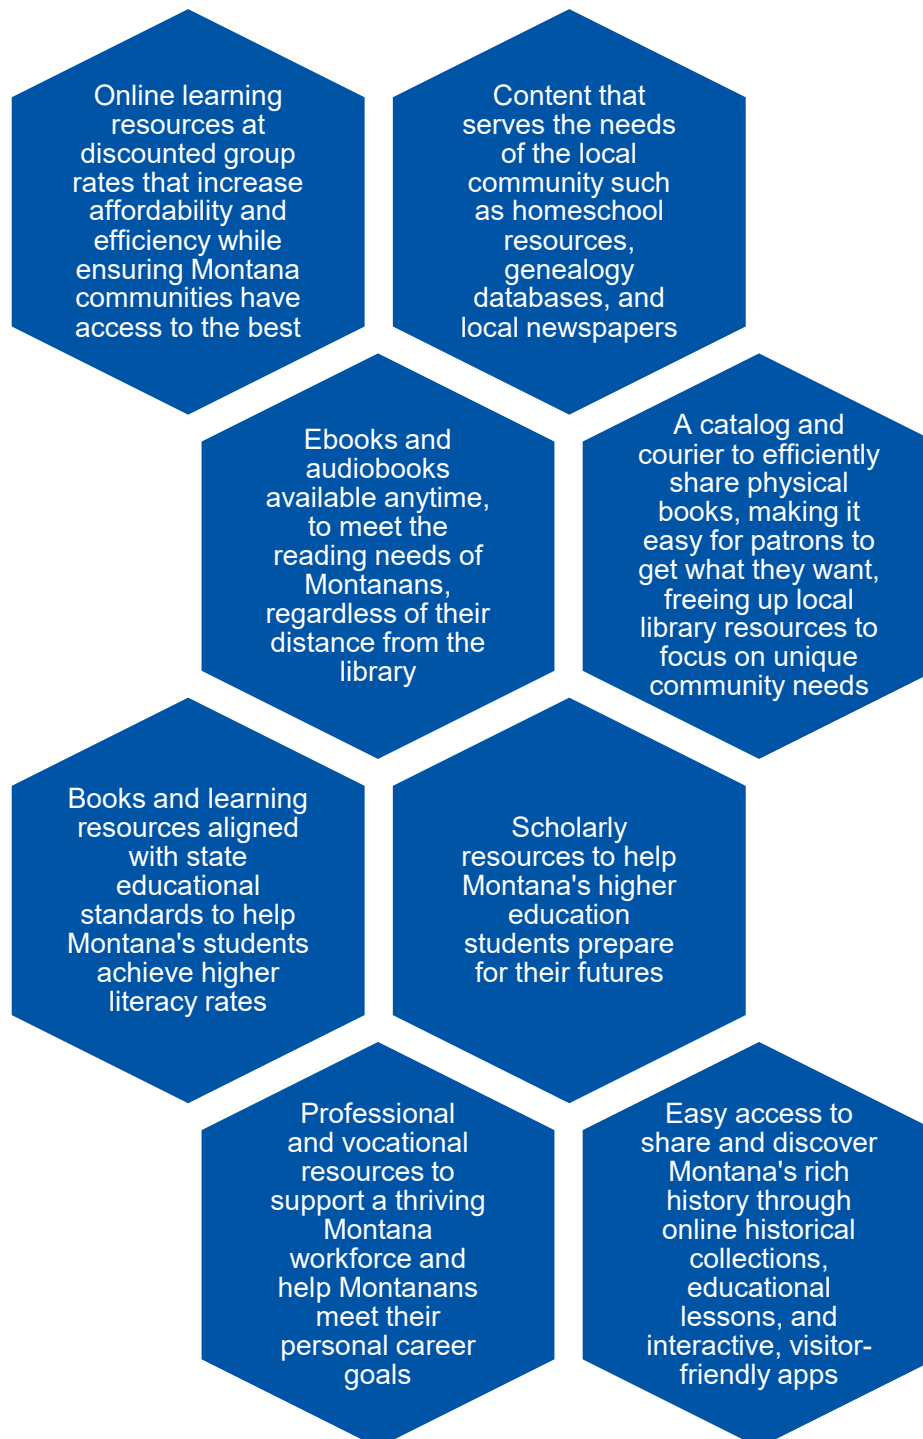 Online learning
resources at
discounted group
rates that increase
affordability and
efficiency while
ensuring Montana
communities have
access to the best
Content that
serves the needs
of the local
community such
as homeschool
resources,
genealogy
databases, and
local newspapers
Ebooks and
audiobooks
available anytime,
to meet the
reading needs of
Montanans,
regardless of their
distance from the
library
A catalog and
courier to efficiently
share physical
books, making it
easy for patrons to
get what they want,
freeing up local
library resources to
focus on unique
community needs
Books and learning
resources aligned
with state
educational
standards to help
Montana's students
achieve higher
literacy rates
Scholarly
resources to help
Montana's higher
education
students prepare
for their futures
Professional
and vocational
resources to
support a thriving
Montana
workforce and
help Montanans
meet their
personal career
goals
Easy access to
share and discover
Montana's rich
history through
online historical
collections,
educational
lessons, and
interactive, visitor-
friendly apps